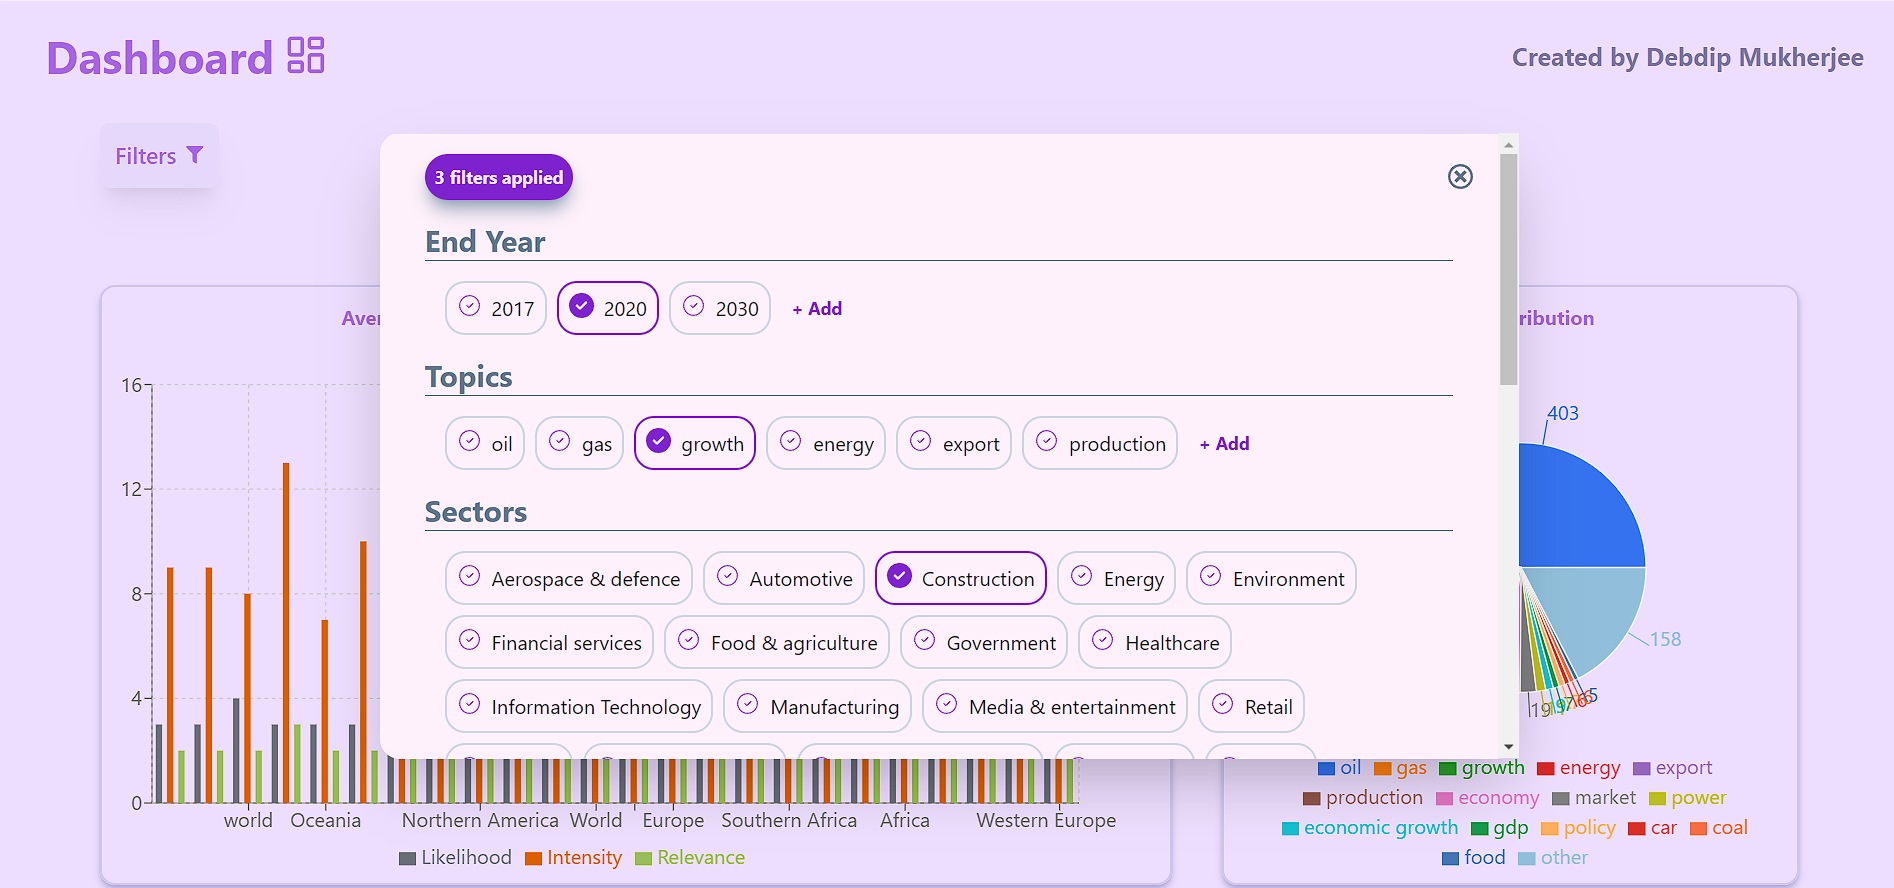 Dashboard
Created by Debdip Mukherjee
Filters
3 filters applied
End Year
2017 2020 2030 + Add
Topics
oil gas growth energy export production + Add
Sectors
Aerospace & defence Automotive Construction Energy Environment
Financial services Food & agriculture Government Healthcare
Information Technology Manufacturing Media & entertainment Retail
Aver
16
12
8
4
0
world Oceania Northern America World Europe Southern Africa Africa Western Europe
Likelihood Intensity Relevance
ribution
403
158
19
5
oil gas growth energy export
production economy market power
economic growth gdp policy car coal
food other